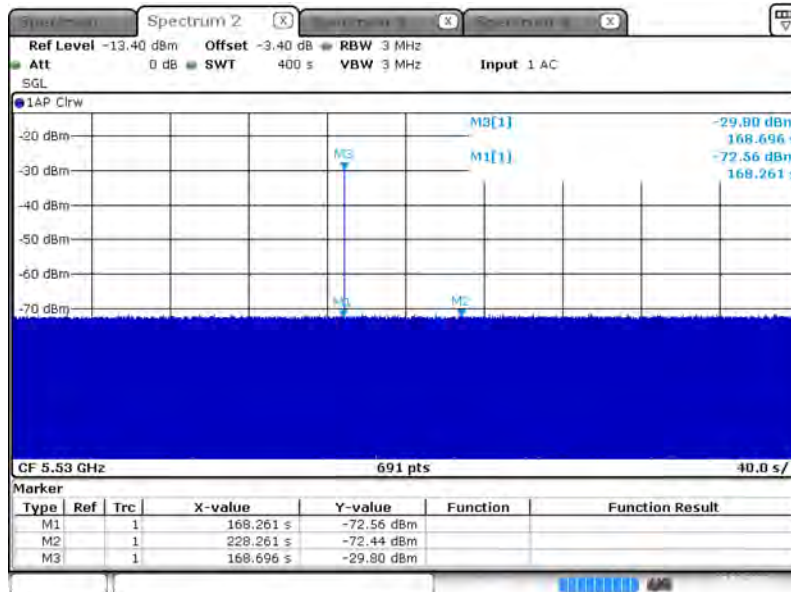 Spectrum 2 X X X
Ref Level -13.40 dBm Offset -3.40 dB RBW 3 MHz
Att 0 dB SWT 400 s VBW 3 MHz Input 1 AC
SGL
1AP Clrw
M3[1] -29.80 dBm
168.696 s
M1[1] -72.56 dBm
168.261 s
-20 dBm
M3
-30 dBm
-40 dBm
-50 dBm
-60 dBm
-70 dBm
M1 M2
CF 5.53 GHz 691 pts 40.0 s/
Marker
Type Ref Trc X-value Y-value Function Function Result
M1 1 168.261 s -72.56 dBm
M2 1 228.261 s -72.44 dBm
M3 1 168.696 s -29.80 dBm